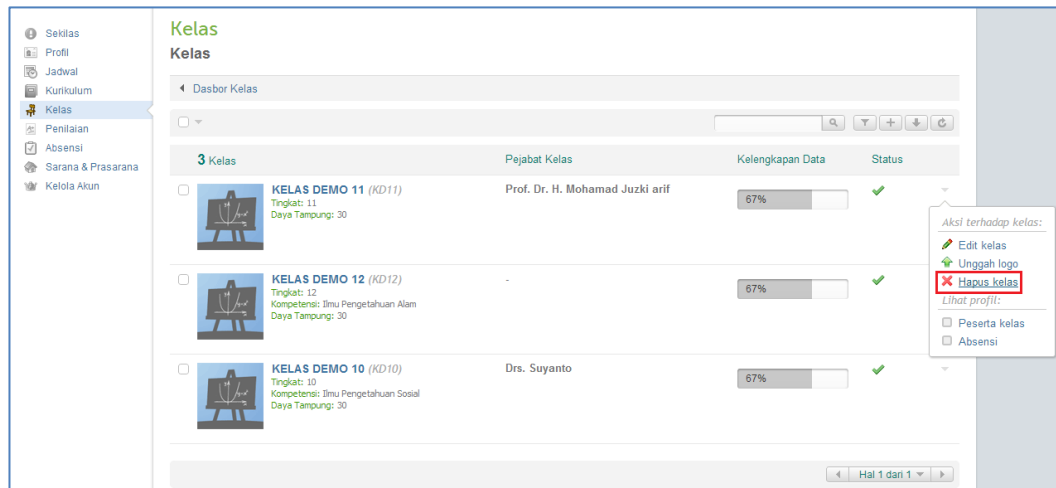 Sekilas
Profil
Jadwal
Kurikulum
Kelas
Penilaian
Absensi
Sarana & Prasarana
Kelola Akun
Kelas
Kelas
Dasbor Kelas
3 Kelas Pejabat Kelas Kelengkapan Data Status
KELAS DEMO 11 (KD11) Prof. Dr. H. Mohamad Juzki arif
Tingkat: 11
Daya Tampung: 30
67%
Aksi terhadap kelas:
Edit kelas
Unggah logo
Hapus kelas
Lihat profil:
Peserta kelas
Absensi
KELAS DEMO 12 (KD12) -
Tingkat: 12
Kompetensi: Ilmu Pengetahuan Alam
Daya Tampung: 30
67%
KELAS DEMO 10 (KD10) Drs. Suyanto
Tingkat: 10
Kompetensi: Ilmu Pengetahuan Sosial
Daya Tampung: 30
67%
Hal 1 dari 1